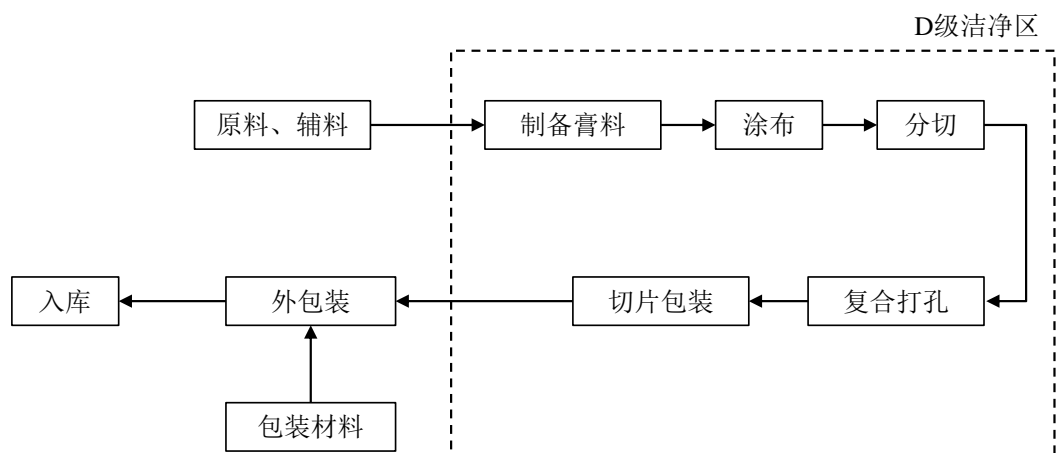 D级洁净区
原料、辅料
制备膏料
涂布
分切
入库
外包装
切片包装
复合打孔
包装材料